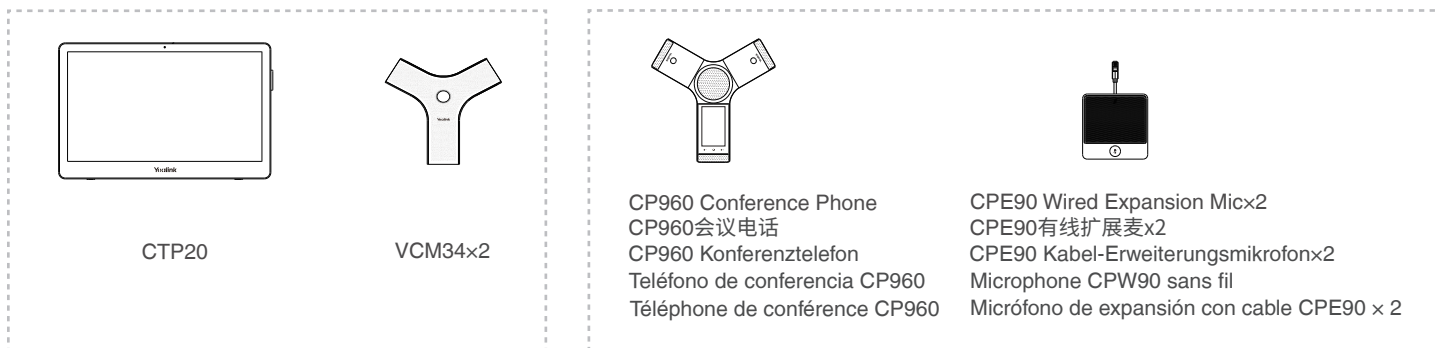 Yealink
Yealink
CTP20
VCM34×2
CP960 Conference Phone
CP960会议电话
CP960 Konferenztelefon
Teléfono de conferencia CP960
Téléphone de conférence CP960
CPE90 Wired Expansion Mic×2
CPE90有线扩展麦x2
CPE90 Kabel-Erweiterungsmikrofon×2
Microphone CPW90 sans fil
Micrófono de expansión con cable CPE90 × 2